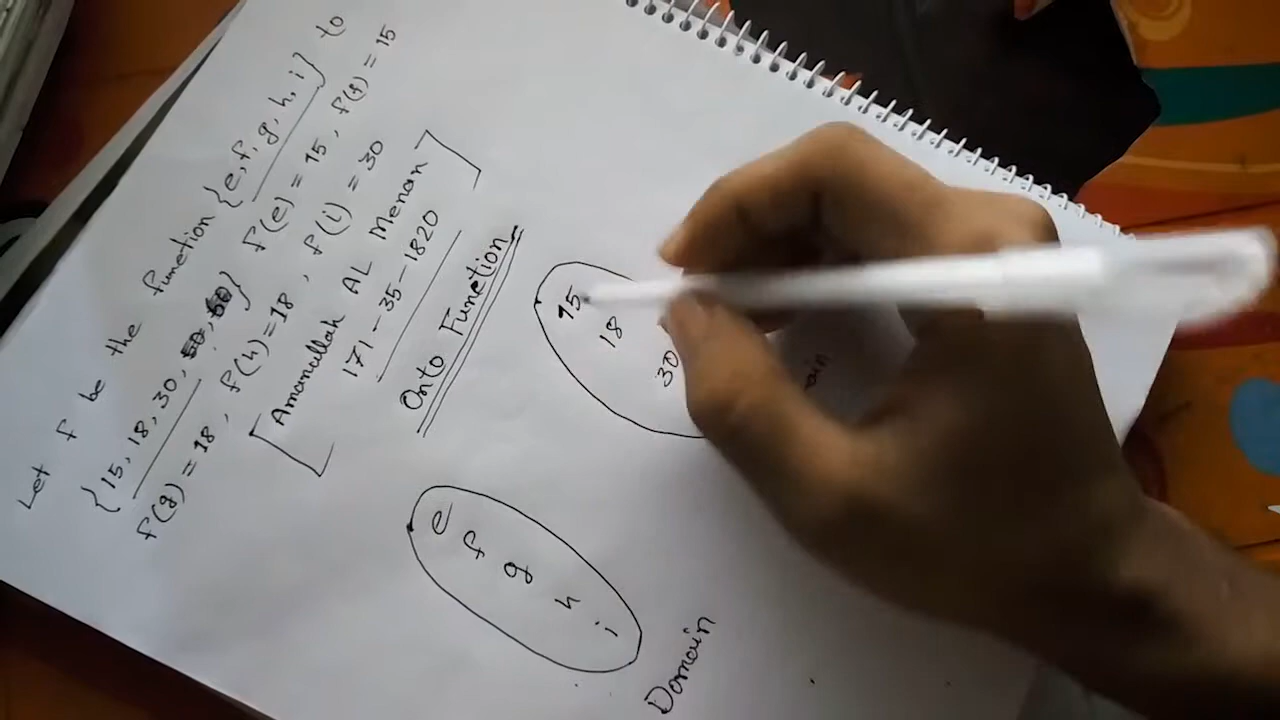 Let f be the function {e, f, g, h, i} to
{15, 18, 30, 50, 60} f(e) = 15, f(f) = 15
f(g) = 18, f(h) = 18, f(i) = 30
[Amanullah AL Menan]
171-35-1820
Onto Function
e
f
g
h
i
Domain
15
18
30